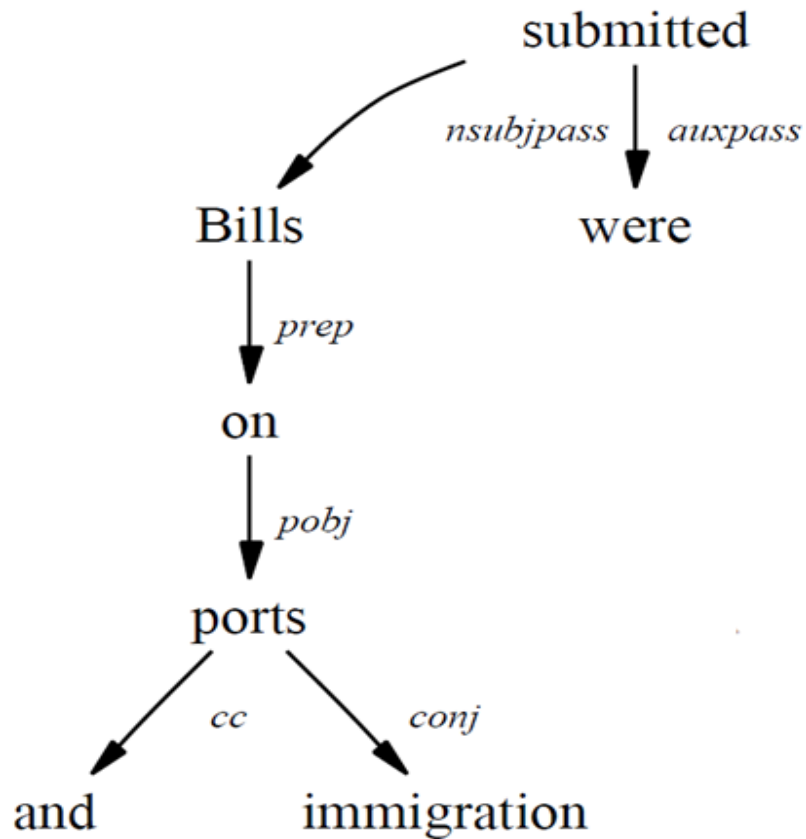 submitted
nsubjpass auxpass
Bills were
prep
on
pobj
ports
cc conj
and immigration